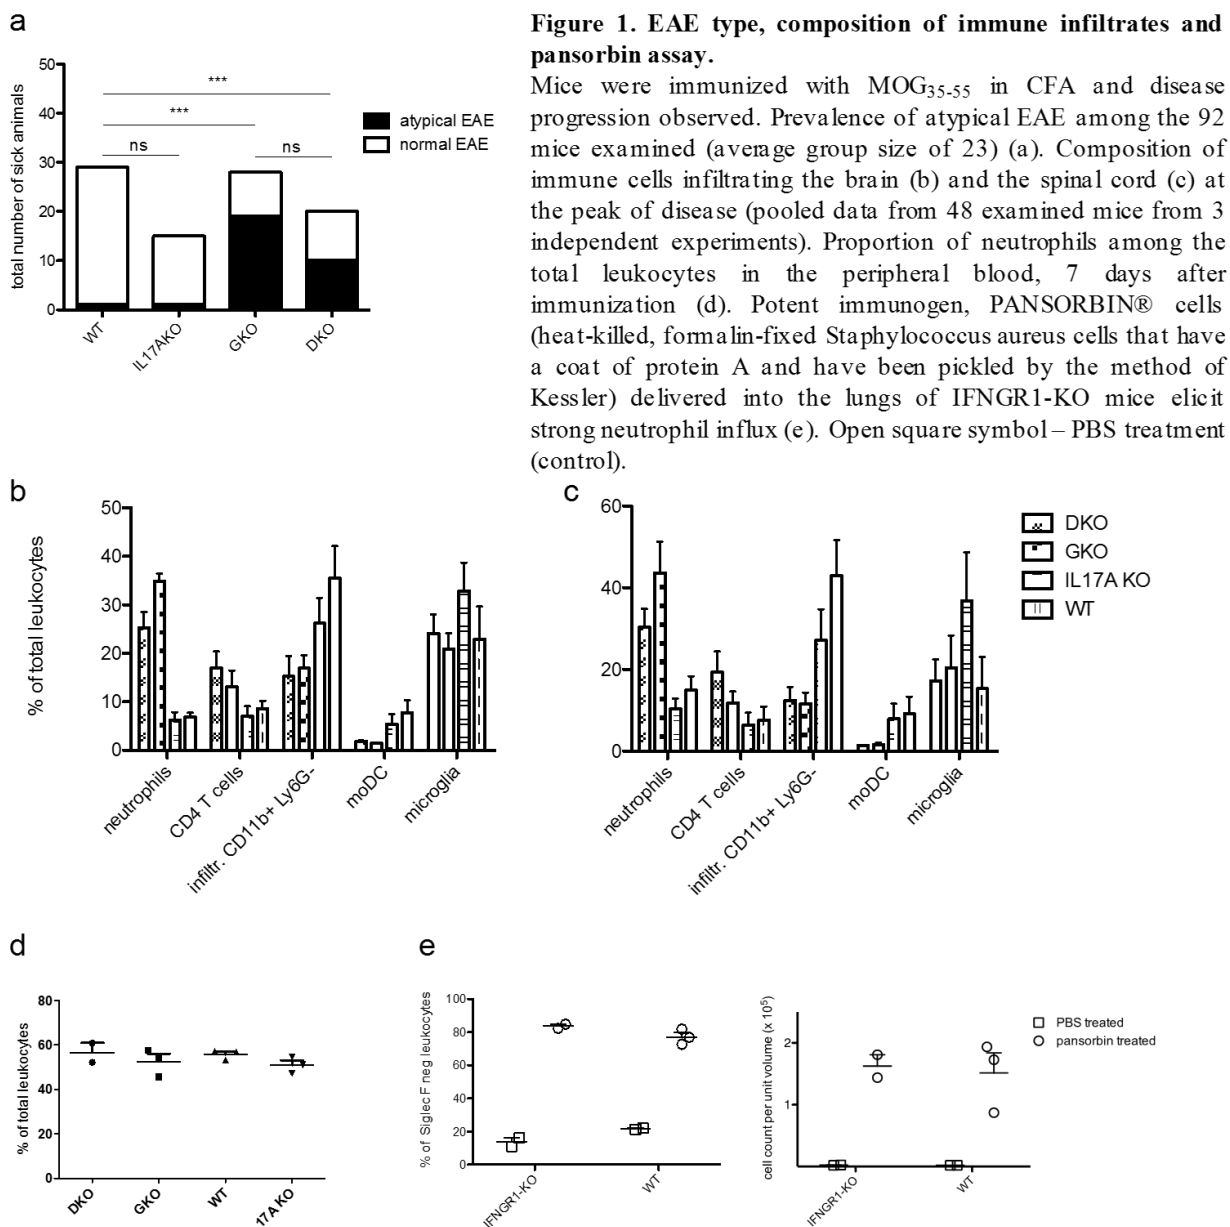 a
Figure 1. EAE type, composition of immune infiltrates and
pansorbin assay.
Mice were immunized with MOG35-55 in CFA and disease
progression observed. Prevalence of atypical EAE among the 92
mice examined (average group size of 23) (a). Composition of
immune cells infiltrating the brain (b) and the spinal cord (c) at
the peak of disease (pooled data from 48 examined mice from 3
independent experiments). Proportion of neutrophils among the
total leukocytes in the peripheral blood, 7 days after
immunization (d). Potent immunogen, PANSORBIN® cells
(heat-killed, formalin-fixed Staphylococcus aureus cells that have
a coat of protein A and have been pickled by the method of
Kessler) delivered into the lungs of IFNGR1-KO mice elicit
strong neutrophil influx (e). Open square symbol – PBS treatment
(control).
total number of sick animals
50
40
30
20
10
0
***
***
ns
ns
atypical EAE
normal EAE
WT
IL17AKO
GKO
DKO
b
% of total leukocytes
50
40
30
20
10
0
neutrophils
CD4 T cells
infiltr. CD11b+ Ly6G-
moDC
microglia
c
60
40
20
0
neutrophils
CD4 T cells
infiltr. CD11b+ Ly6G-
moDC
microglia
DKO
GKO
IL17A KO
WT
d
% of total leukocytes
80
60
40
20
0
DKO
GKO
WT
17A KO
e
% of Siglec F neg leukocytes
100
80
60
40
20
0
IFNGR1-KO
WT
cell count per unit volume (x 10⁵)
2
1
IFNGR1-KO
WT
PBS treated
pansorbin treated